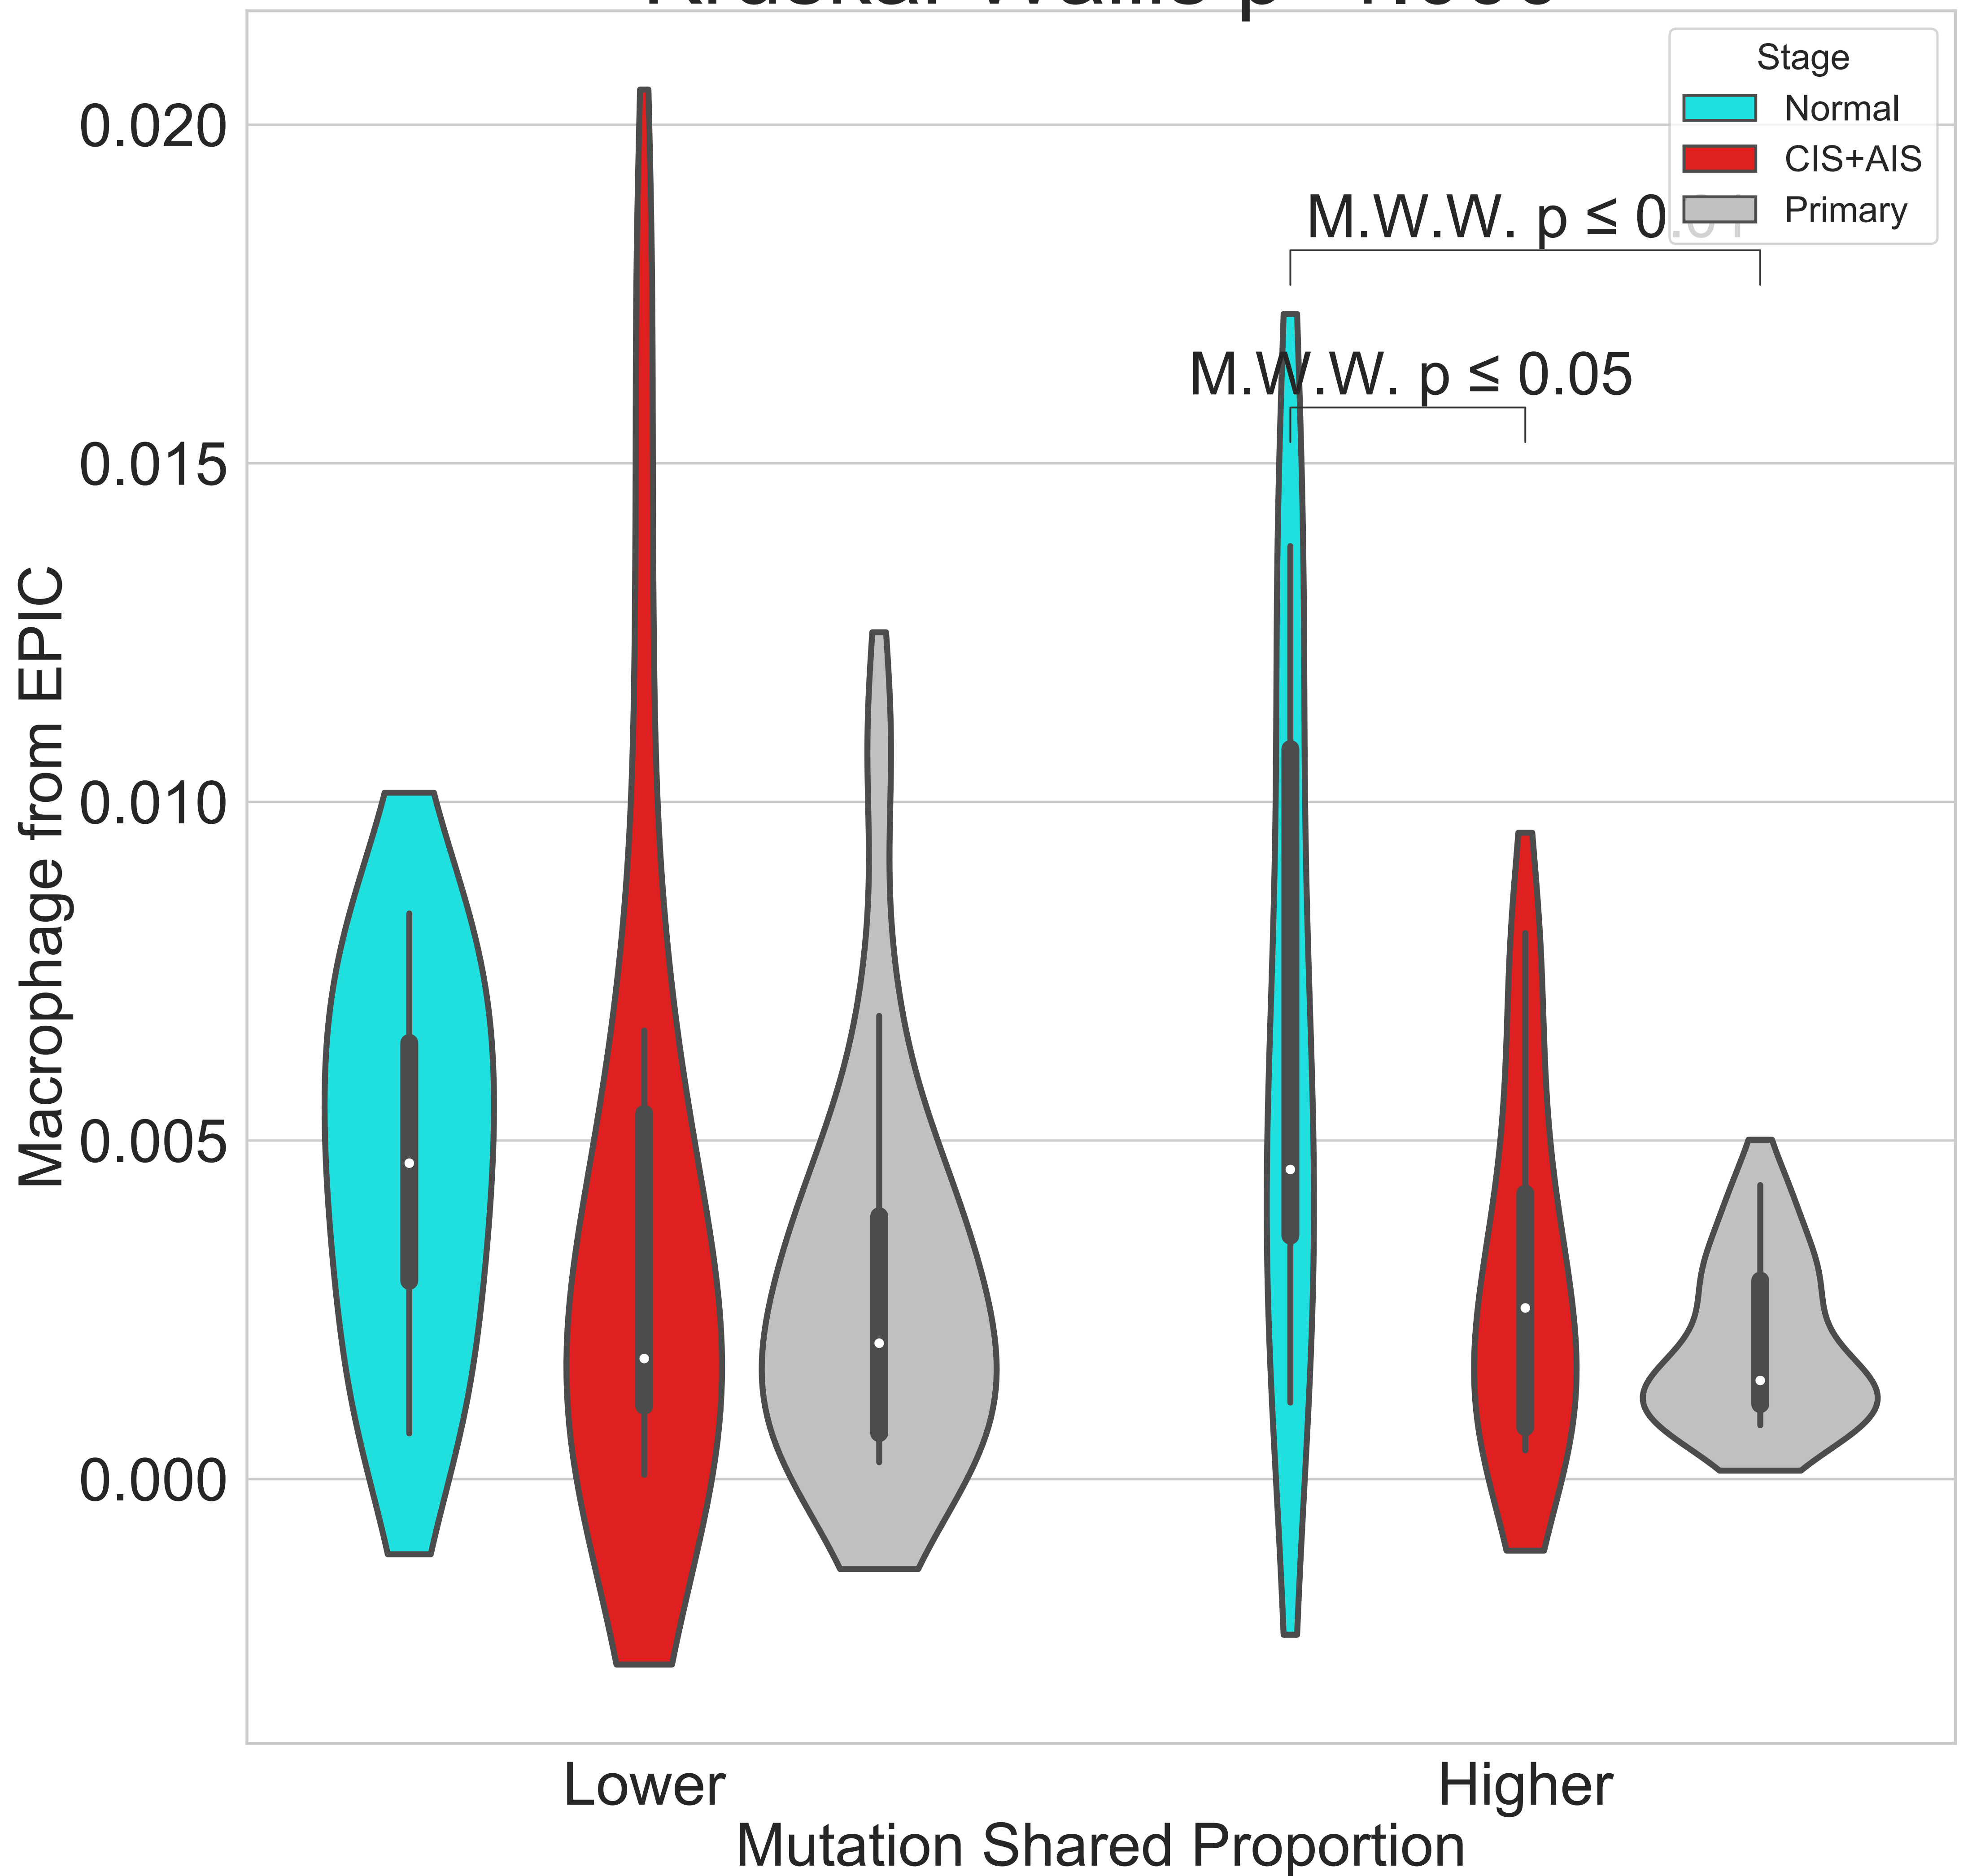 Stage
Normal
CIS+AIS
Primary
M.W.W. p ≤ 0.01
M.W.W. p ≤ 0.05
0.020
0.015
0.010
0.005
0.000
Macrophage from EPIC
Lower
Higher
Mutation Shared Proportion